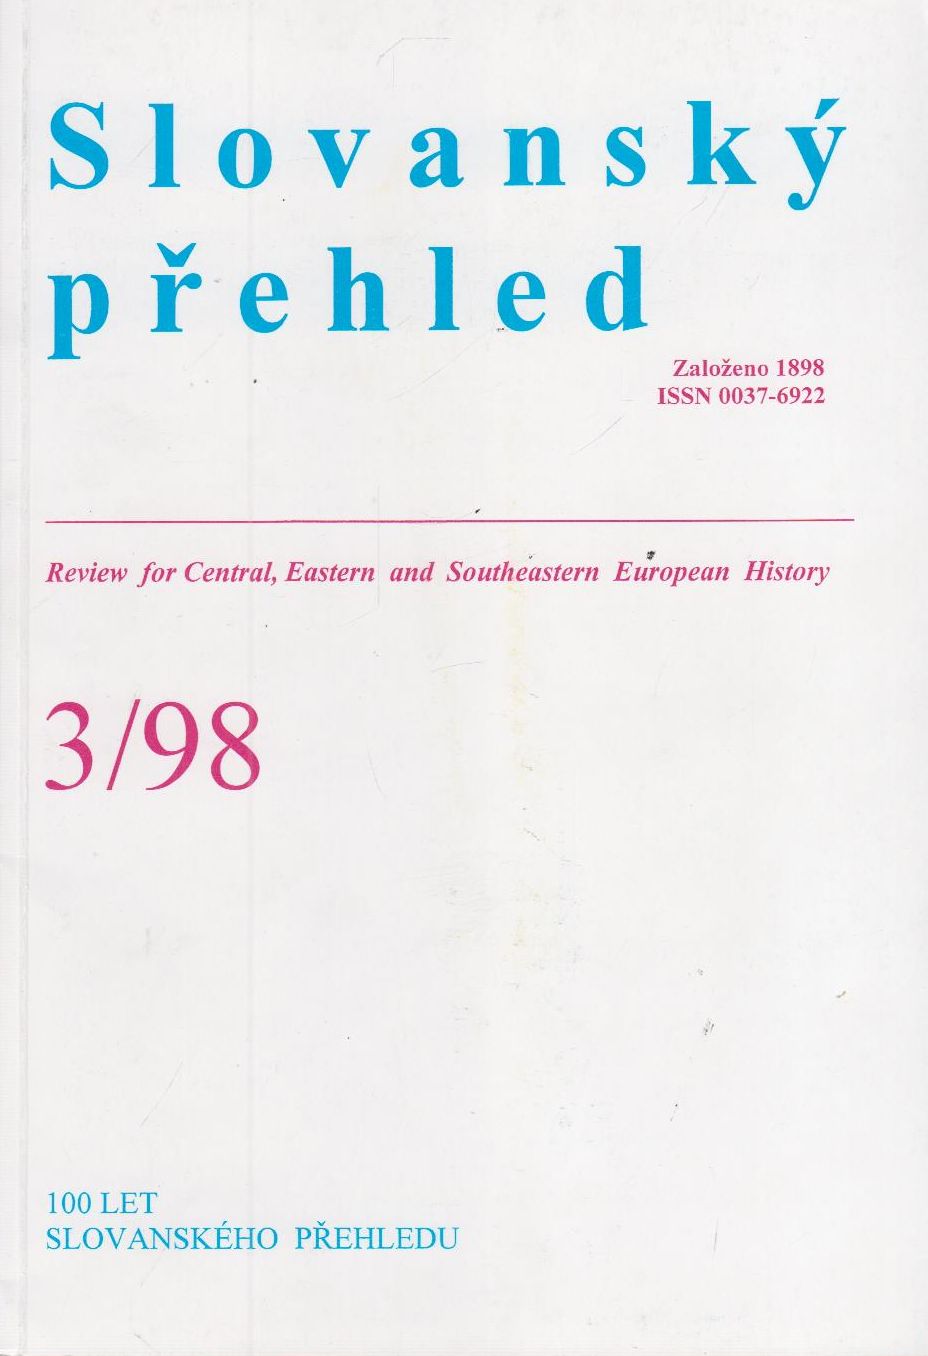 Slovanský
přehled
Založeno 1898
ISSN 0037-6922
Review for Central, Eastern and Southeastern European History
3/98
100 LET
SLOVANSKÉHO PŘEHLEDU